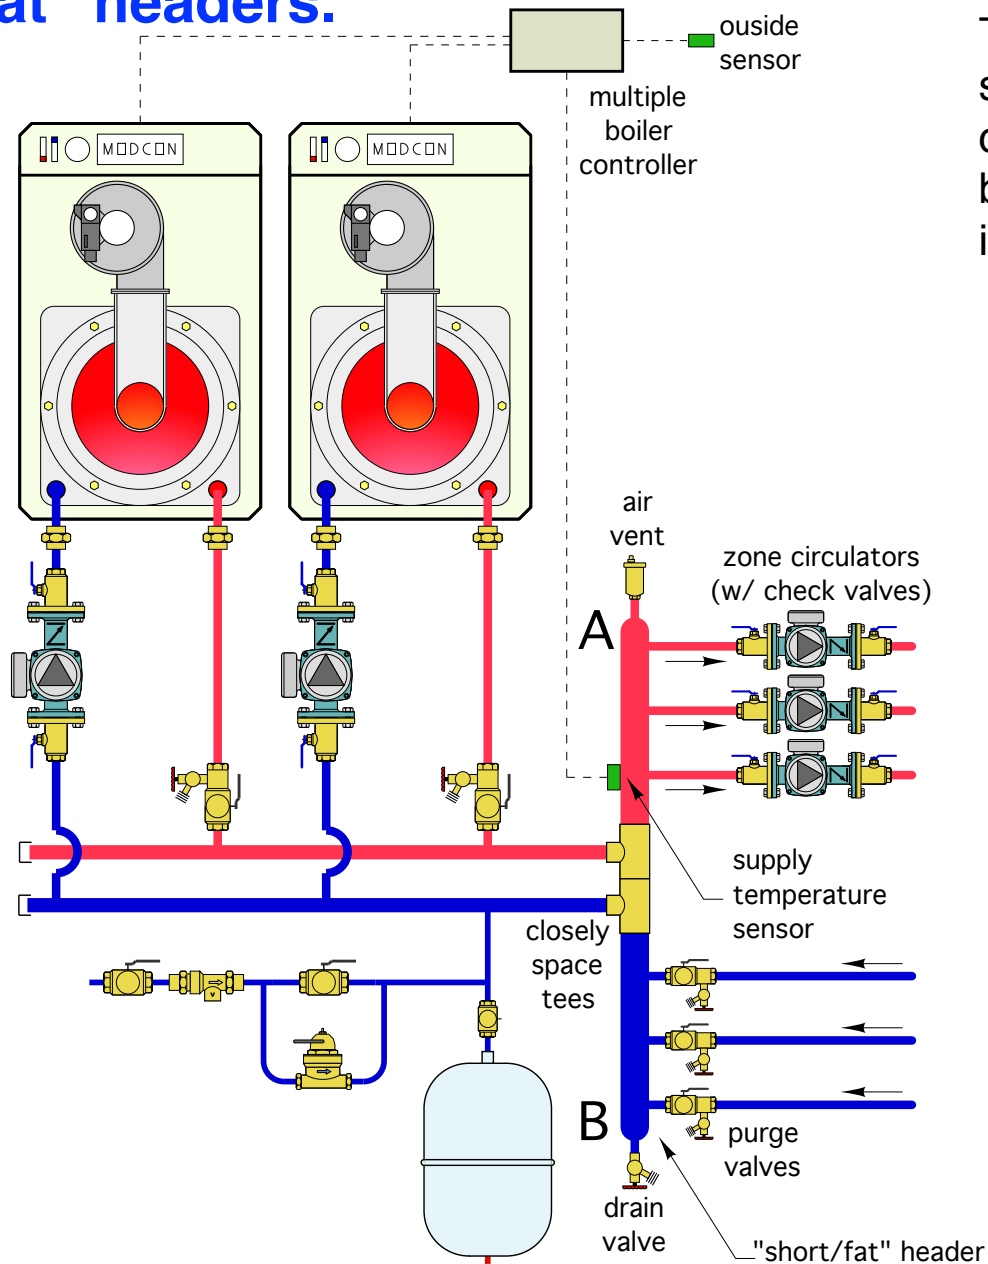 at" headers.
ouside
sensor
multiple
boiler
controller
MODCON
MODCON
air
vent
zone circulators
(w/ check valves)
A
supply
temperature
sensor
closely
space
tees
B
purge
valves
drain
valve
"short/fat" header